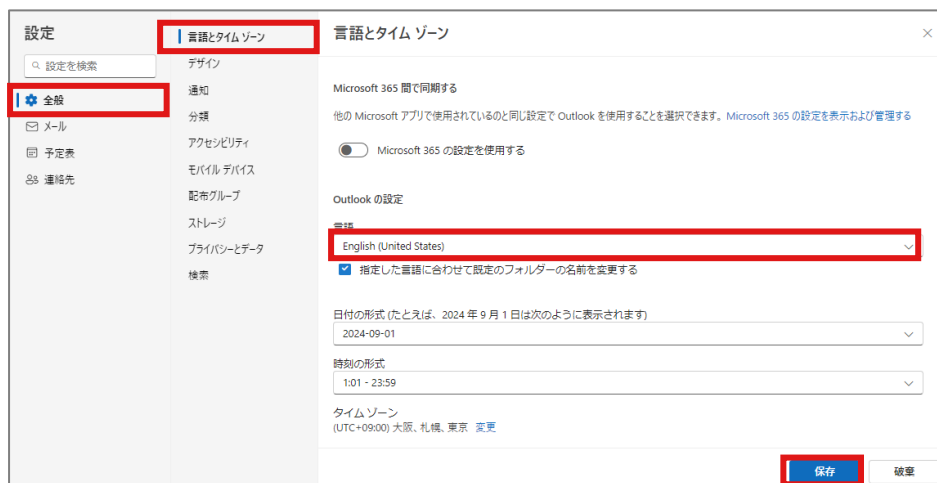 設定
設定を検索
全般
メール
予定表
連絡先
言語とタイム ゾーン
デザイン
通知
分類
アクセシビリティ
モバイル デバイス
配布グループ
ストレージ
プライバシーとデータ
検索
言語とタイム ゾーン
Microsoft 365 間で同期する
他の Microsoft アプリで使用されているのと同じ設定で Outlook を使用することを選択できます。Microsoft 365 の設定を表示および管理する
Microsoft 365 の設定を使用する
Outlook の設定
言語
English (United States)
指定した言語に合わせて既定のフォルダーの名前を変更する
日付の形式 (たとえば、2024 年 9 月 1 日は次のように表示されます)
2024-09-01
時刻の形式
1:01 - 23:59
タイム ゾーン
(UTC+09:00) 大阪、札幌、東京 変更
保存 破棄